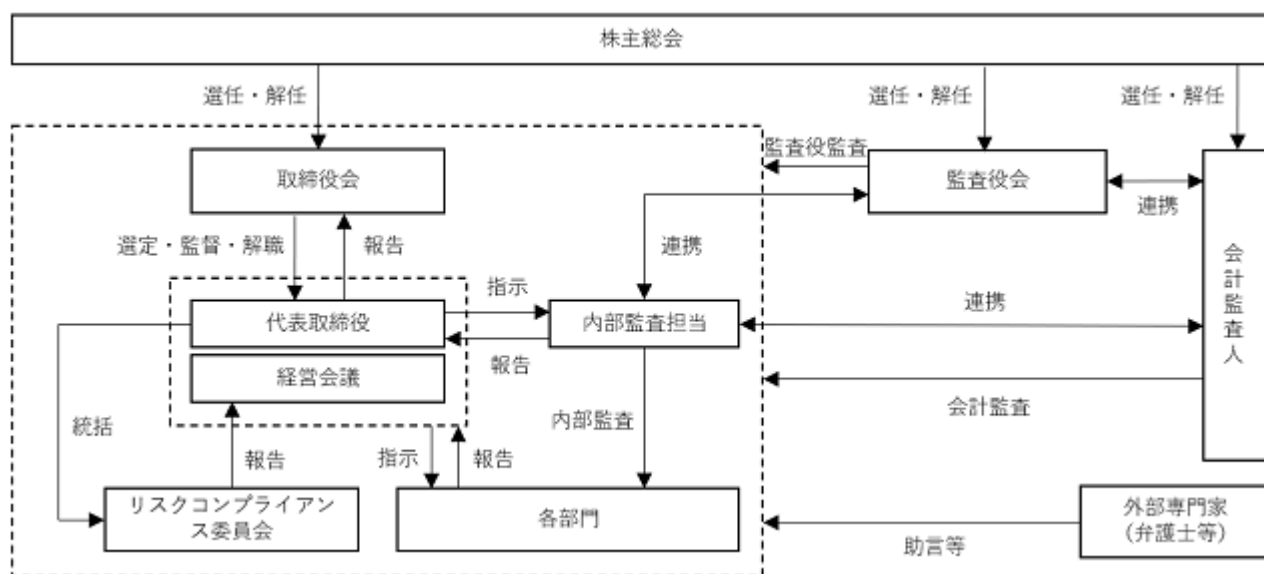 株主総会
選任・解任
選任・解任
選任・解任
監査役監査
取締役会
監査役会
連携
選定・監督・解職
報告
連携
会計監査人
指示
連携
代表取締役
内部監査担当
報告
経営会議
会計監査
統括
内部監査
報告
指示
報告
リスクコンプライアン
ス委員会
各部門
外部専門家
(弁護士等)
助言等